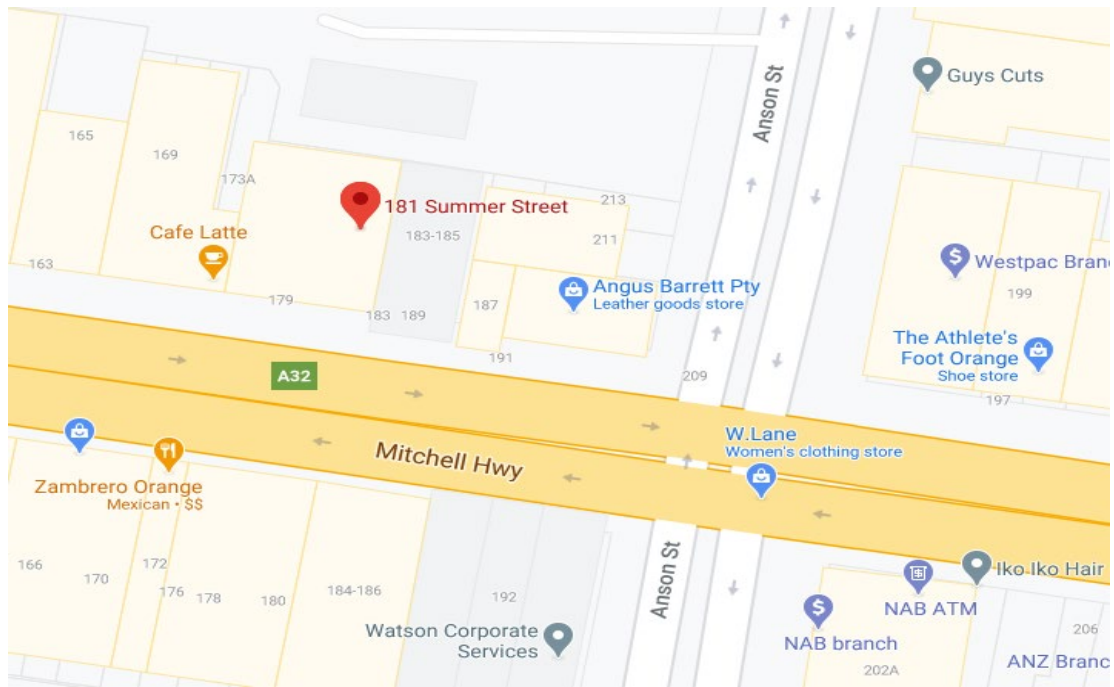 Anson St
Guys Cuts
165
169
173A
181 Summer Street
213
183-185
Cafe Latte
211
163
Westpac Bran
Angus Barrett Pty
Leather goods store
199
179
187
183 189
The Athlete's
Foot Orange
Shoe store
191
A32
209
197
W.Lane
Women's clothing store
Mitchell Hwy
Zambrero Orange
Mexican · $$
Anson St
166
170
172
176
178
180
184-186
192
Iko Iko Hair
NAB ATM
Watson Corporate
Services
NAB branch
206
202A
ANZ Branc